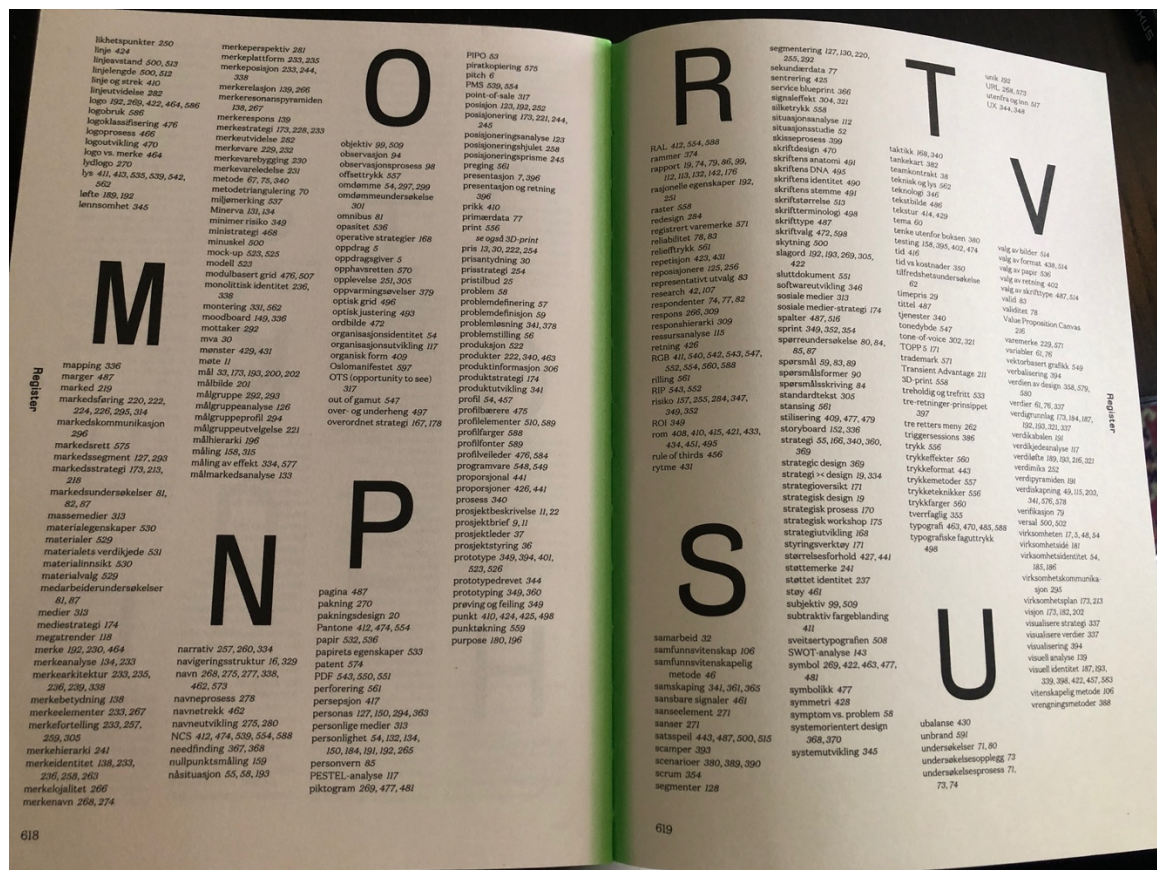 likhetspunkter 250
linje 424
linjeavstand 500, 513
linjelengde 500, 512
linje og strek 410
linjeutvidelse 282
logo 192, 269, 422, 464, 586
logobruk 586
logoklassifisering 476
logoprosess 466
logoutvikling 470
logo vs. merke 464
lydlogo 270
lys 411, 413, 535, 539, 542,
562
løfte 189, 192
lønnsomhet 345
M
mapping 336
marger 487
marked 219
markedsføring 220, 222,
224, 226, 295, 314
markedskommunikasjon
296
markedsrett 575
markedssegment 127, 293
markedsstrategi 173, 213,
218
markedsundersøkelser 81,
82, 87
massemedier 313
materialegenskaper 530
materialer 529
materialets verdikjede 531
materialinnsikt 530
materialvalg 529
medarbeiderundersøkelser
81, 87
medier 313
mediestrategi 174
megatrender 118
merke 192, 230, 464
merkeanalyse 134, 233
merkearkitektur 233, 235,
236, 239, 338
merkebetydning 138
merkeelementer 233, 267
merkefortelling 233, 257,
259, 305
merkehierarki 241
merkeidentitet 138, 233,
236, 258, 263
merkelojalitet 266
merkenavn 268, 274
Register
618
merkeperspektiv 281
merkeplattform 233, 235
merkeposisjon 233, 244,
338
merkerelasjon 139, 266
merkeresonanspyramiden
138, 267
merkerespons 139
merkestrategi 173, 228, 233
merkeutvidelse 282
merkevare 229, 232
merkevarebygging 230
merkevareledelse 231
metode 67, 75, 340
metodetriangulering 70
miljømerking 537
Minerva 131, 134
minimer risiko 349
ministrategi 468
minuskel 500
mock-up 523, 525
modell 523
modulbasert grid 476, 507
monolittisk identitet 236,
338
montering 331, 562
moodboard 149, 336
mottaker 292
mva 30
mønster 429, 431
møte 11
mål 33, 173, 193, 200, 202
målbilde 201
målgruppe 292, 293
målgruppeanalyse 126
målgruppeprofil 294
målgruppeutvelgelse 221
målhierarki 196
måling 158, 315
måling av effekt 334, 577
målmarkedsanalyse 133
N
narrativ 257, 260, 334
navigeringsstruktur 16, 329
navn 268, 275, 277, 338,
462, 573
navneprosess 278
navnetrekk 462
navneutvikling 275, 280
NCS 412, 474, 539, 554, 588
needfinding 367, 368
nullpunktsmåling 159
nåsituasjon 55, 58, 193
O
objektiv 99, 509
observasjon 94
observasjonsprosess 98
offsettrykk 557
omdømme 54, 297, 299
omdømmeundersøkelse
301
omnibus 81
opasitet 536
operative strategier 168
oppdrag 5
oppdragsgiver 5
opphavsretten 570
opplevelse 251, 305
oppvarmingsøvelser 379
optisk grid 496
optisk justering 493
ordbilde 472
organisasjonsidentitet 54
organisasjonsutvikling 117
organisk form 409
Oslomanifestet 597
OTS (opportunity to see)
317
out of gamut 547
over- og underheng 497
overordnet strategi 167, 178
P
pagina 487
pakning 270
pakningsdesign 20
Pantone 412, 474, 554
papir 532, 536
papirets egenskaper 533
patent 574
PDF 543, 550, 551
perforering 561
persepsjon 417
personas 127, 150, 294, 363
personlige medier 313
personlighet 54, 132, 134,
150, 184, 191, 192, 265
personvern 85
PESTEL-analyse 117
piktogram 269, 477, 481
PIPO 53
piratkopiering 575
pitch 6
PMS 539, 554
point-of-sale 317
posisjon 123, 192, 252
posisjonering 173, 221, 244,
245
posisjoneringsanalyse 123
posisjoneringshjulet 258
posisjoneringsprisme 245
preging 561
presentasjon 7, 396
presentasjon og retning
396
prikk 410
primærdata 77
print 556
se også 3D-print
pris 13, 30, 222, 254
prisantydning 30
prisstrategi 254
pristilbud 25
problem 58
problemdefinering 57
problemdefinisjon 59
problemløsning 341, 378
problemstilling 56
produksjon 522
produkter 222, 340, 463
produktinformasjon 306
produktstrategi 174
produktutvikling 341
profil 54, 457
profilbærere 475
profilelementer 510, 589
profilfarger 588
profilfonter 589
profilveileder 476, 584
programvare 548, 549
proporsjonal 441
proporsjoner 426, 441
prosess 340
prosjektbeskrivelse 11, 22
prosjektbrief 9, 11
prosjektleder 37
prosjektstyring 36
prototype 349, 394, 401,
523, 526
prototypedrevet 344
prototyping 349, 360
prøving og feiling 349
punkt 410, 424, 425, 498
punktøkning 559
purpose 180, 196
R
RAL 412, 554, 588
rammer 374
rapport 19, 74, 79, 86, 99,
112, 113, 132, 142, 176
rasjonelle egenskaper 192,
251
raster 558
redesign 284
registrert varemerke 571
reliabilitet 78, 83
relieftrykk 561
repetisjon 423, 431
reposisjonere 125, 256
representativt utvalg 83
research 42, 107
respondenter 74, 77, 82
respons 266, 309
responshierarki 309
ressursanalyse 115
retning 426
RGB 411, 540, 542, 543, 547,
552, 554, 560, 588
rilling 561
RIP 543, 552
risiko 157, 255, 284, 347,
349, 352
ROI 349
rom 408, 410, 415, 421, 433,
434, 451, 495
rule of thirds 456
rytme 431
S
samarbeid 32
samfunnsvitenskap 106
samfunnsvitenskapelig
metode 46
samskaping 341, 361, 365
sansbare signaler 461
sanseelement 271
sanser 271
satsspeil 443, 487, 500, 515
scamper 393
scenarioer 380, 389, 390
scrum 354
segmenter 128
619
segmentering 127, 130, 220,
255, 292
sekundærdata 77
sentrering 425
service blueprint 366
signaleffekt 304, 321
silketrykk 558
situasjonsanalyse 112
situasjonsstudie 52
skisseprosess 399
skriftdesign 470
skriftens anatomi 491
skriftens DNA 495
skriftens identitet 490
skriftens stemme 491
skriftstørrelse 513
skriftterminologi 498
skrifttype 487
skriftvalg 472, 598
skytning 500
slagord 192, 193, 269, 305,
422
sluttdokument 551
softwareutvikling 346
sosiale medier 313
sosiale medier-strategi 174
spalter 487, 516
sprint 349, 352, 354
spørreundersøkelse 80, 84,
85, 87
spørsmål 59, 83, 89
spørsmålsformer 90
spørsmålsskriving 84
standardtekst 305
stansing 561
stilisering 409, 477, 479
storyboard 152, 336
strategi 55, 166, 340, 360,
369
strategic design 369
strategi >< design 19, 334
strategioversikt 171
strategisk design 19
strategisk prosess 170
strategisk workshop 175
strategiutvikling 168
styringsverktøy 171
størrelsesforhold 427, 441
støttemerke 241
støttet identitet 237
støy 461
subjektiv 99, 509
subtraktiv fargeblanding
411
sveitsertypografien 508
SWOT-analyse 143
symbol 269, 422, 463, 477,
481
symbolikk 477
symmetri 428
symptom vs. problem 58
systemorientert design
368, 370
systemutvikling 345
T
taktikk 168, 340
tankekart 382
teamkontrakt 38
teknisk og lys 562
teknologi 346
tekstbilde 486
tekstur 414, 429
tema 60
tenke utenfor boksen 380
testing 158, 395, 402, 474
tid 416
tid vs kostnader 350
tilfredshetsundersøkelse
62
timepris 29
tittel 487
tjenester 340
tonedybde 547
tone-of-voice 302, 321
TOPP 5 171
trademark 571
Transient Advantage 211
3D-print 558
treholdig og trefritt 533
tre-retninger-prinsippet
397
tre retters meny 262
triggersessions 386
trykk 556
trykkeffekter 560
trykkeformat 443
trykkemetoder 557
trykketeknikker 556
trykkfarger 560
tverrfaglig 355
typografi 463, 470, 485, 588
typografiske faguttrykk
498
U
ubalanse 430
unbrand 591
undersøkelser 71, 80
undersøkelsesopplegg 73
undersøkelsesprosess 71,
73, 74
unik 192
URL 268, 573
utenfra og inn 517
UX 344, 348
V
valg av bilder 514
valg av format 438, 514
valg av papir 536
valg av retning 402
valg av skrifttype 487, 514
valid 83
validitet 78
Value Proposition Canvas
216
varemerke 229, 571
variabler 61, 76
vektorbasert grafikk 549
verbalisering 394
verdien av design 358, 579,
580
verdier 61, 76, 337
verdigrunnlag 173, 184, 187,
192, 193, 321, 337
verdikabalen 191
verdikjedeanalyse 117
verdiløfte 189, 193, 216, 321
verdimiks 252
verdipyramiden 191
verdiskapning 49, 115, 203,
341, 576, 578
verifikasjon 79
versal 500, 502
virksomheten 17, 3, 48, 54
virksomhetsidé 181
virksomhetsidentitet 54,
185, 186
virksomhetskommunika-
sjon 295
virksomhetsplan 173, 213
visjon 173, 182, 202
visualisere strategi 337
visualisere verdier 337
visualisering 394
visuell analyse 139
visuell identitet 187, 193,
339, 398, 422, 457, 583
vitenskapelig metode 106
vrengningsmetoder 388
Register